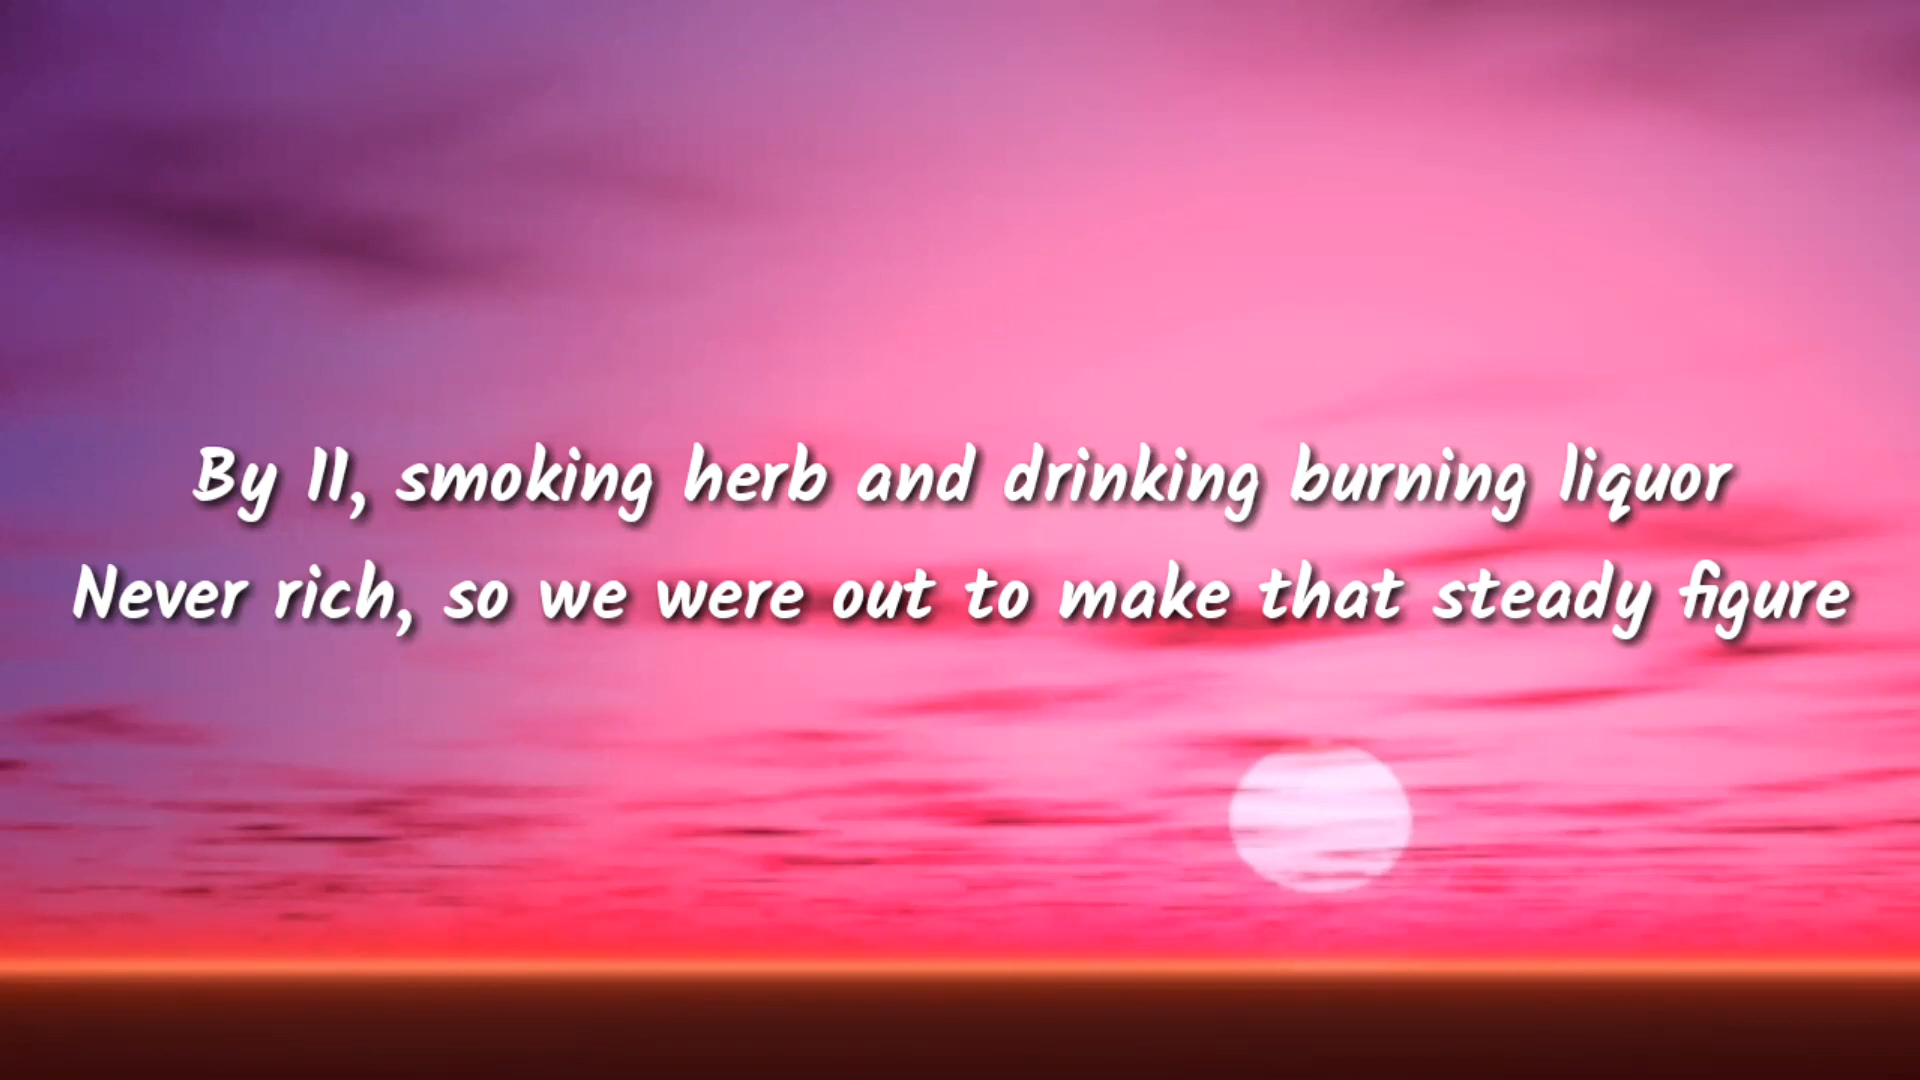 By 11, smoking herb and drinking burning liquor
Never rich, so we were out to make that steady figure